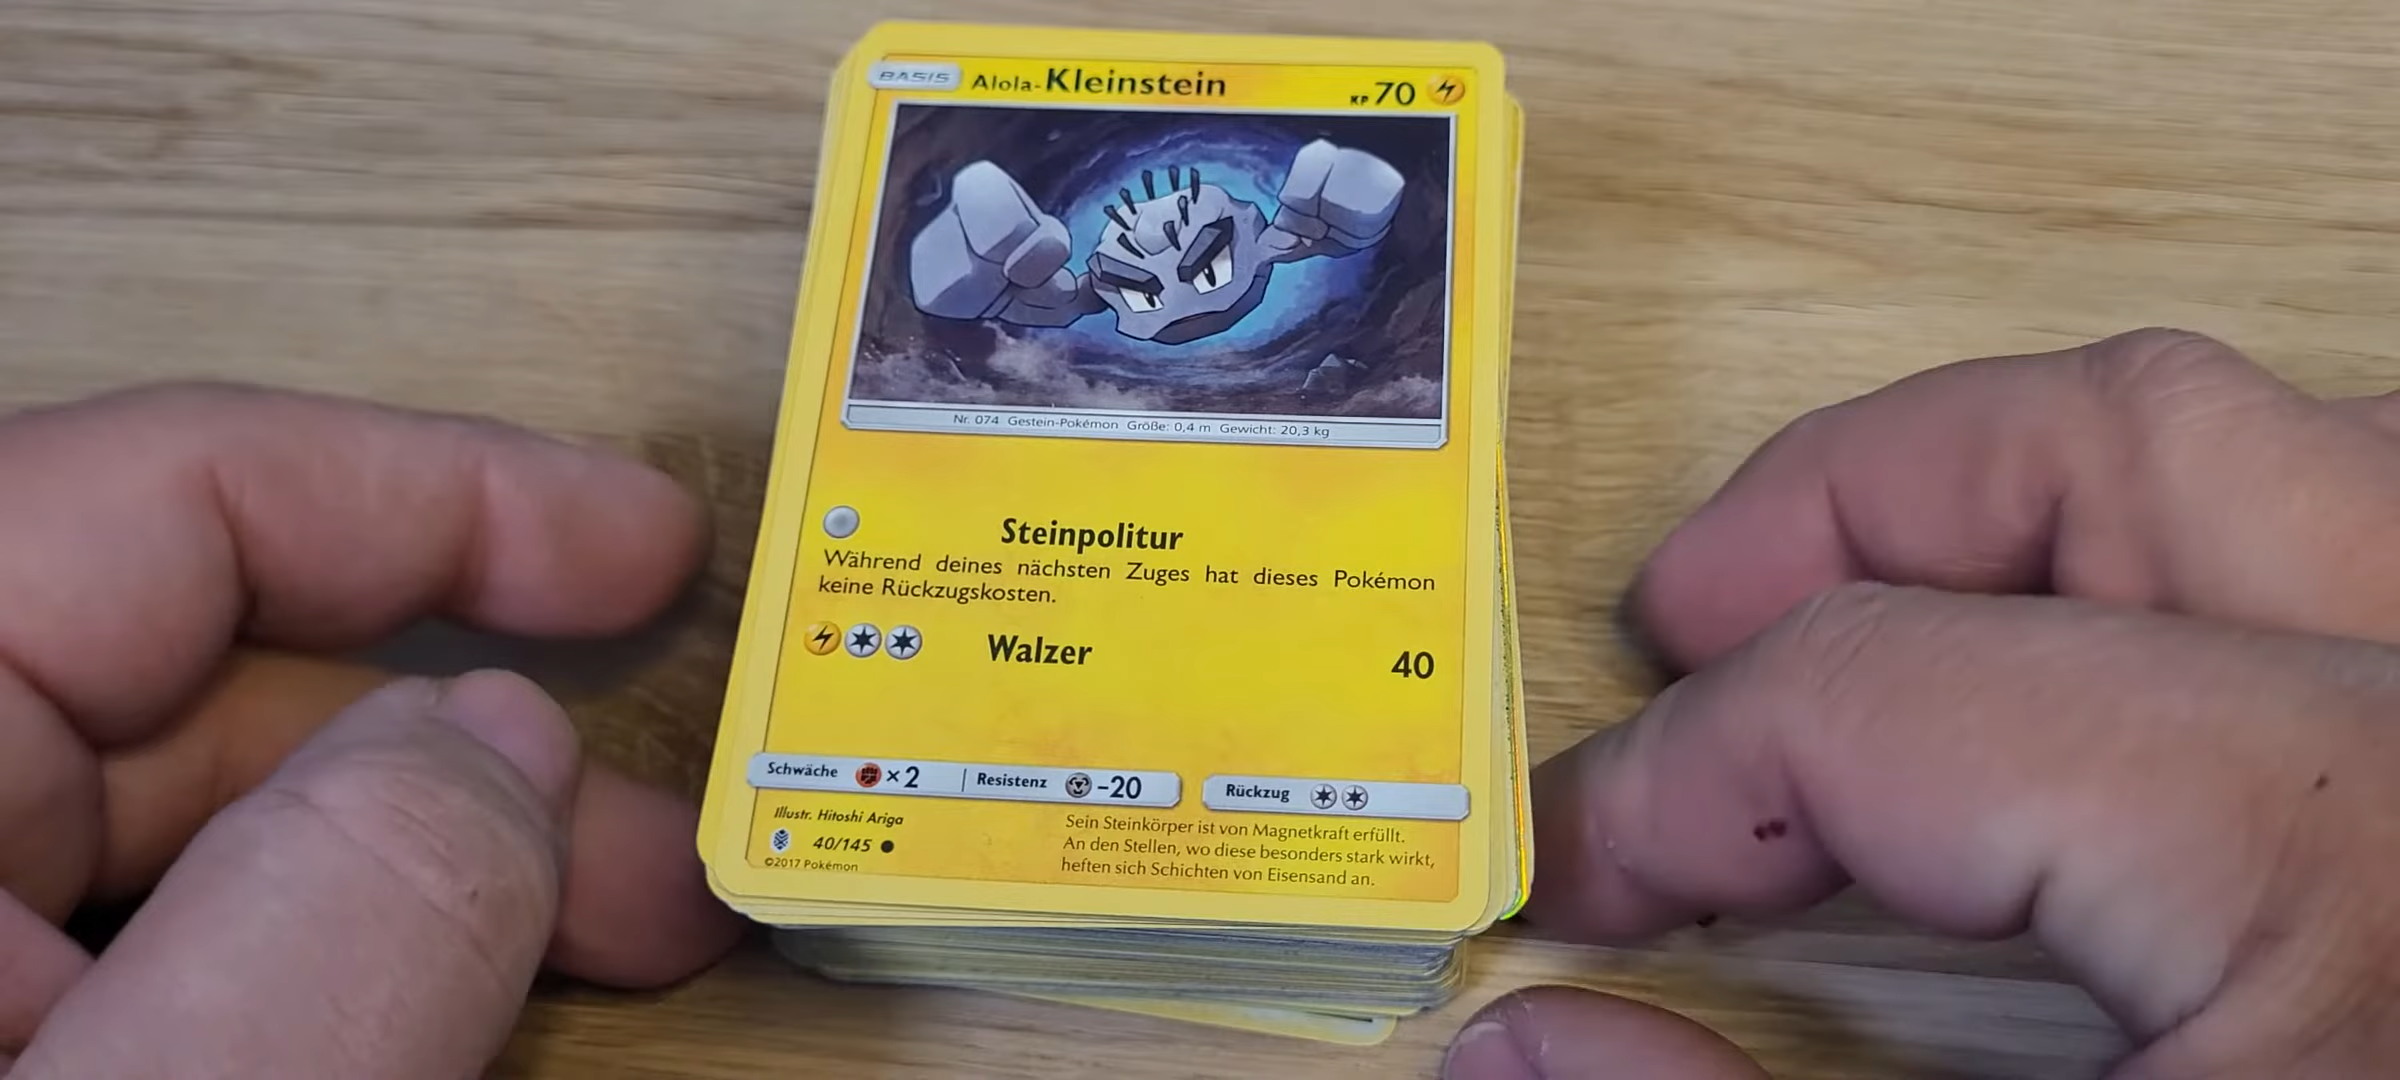 BASIS Alola-Kleinstein KP 70
Nr. 074 Gestein-Pokémon Größe: 0,4 m Gewicht: 20,3 kg
Steinpolitur
Während deines nächsten Zuges hat dieses Pokémon
keine Rückzugskosten.
Walzer 40
Schwäche ×2 Resistenz -20 Rückzug
Illustr. Hitoshi Ariga
40/145
©2017 Pokémon
Sein Steinkörper ist von Magnetkraft erfüllt.
An den Stellen, wo diese besonders stark wirkt,
heften sich Schichten von Eisensand an.